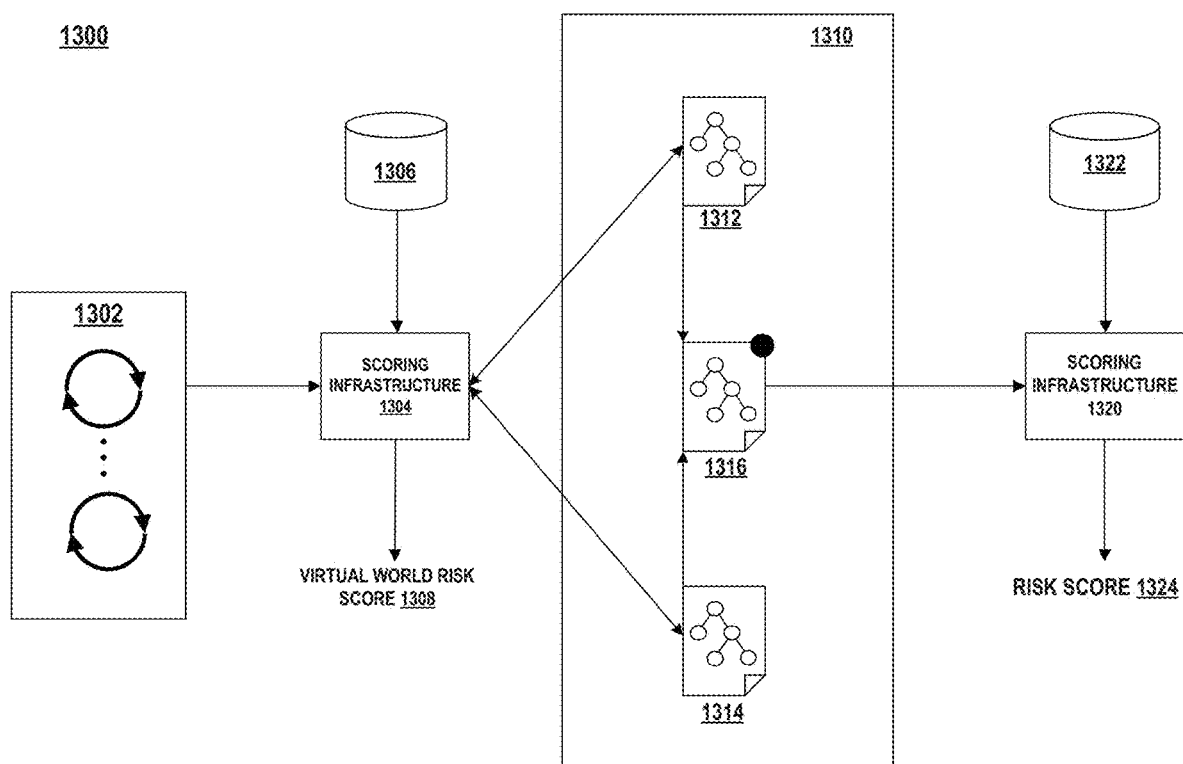 1300
1310
1306
1322
1312
1302
SCORING
INFRASTRUCTURE
1304
SCORING
INFRASTRUCTURE
1320
1316
VIRTUAL WORLD RISK
SCORE 1308
RISK SCORE 1324
1314